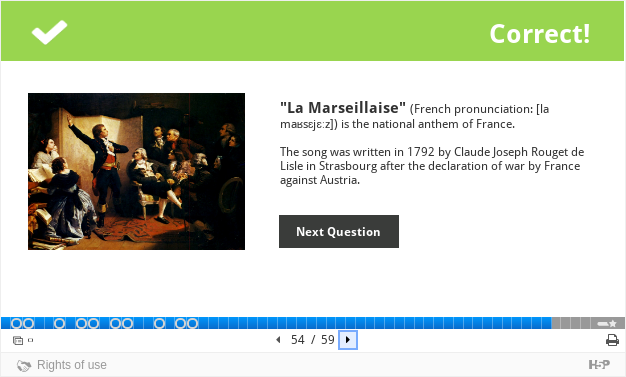 Correct!
"La Marseillaise" (French pronunciation: [la
maʁsɛjɛːz]) is the national anthem of France.
The song was written in 1792 by Claude Joseph Rouget de
Lisle in Strasbourg after the declaration of war by France
against Austria.
Next Question
54 / 59
Rights of use
H5P